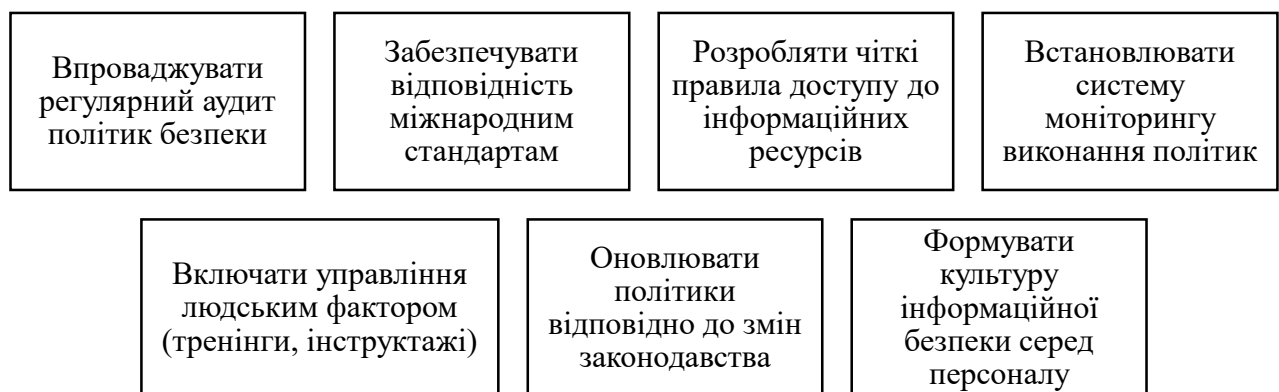 Впроваджувати
регулярний аудит
політик безпеки
Забезпечувати
відповідність
міжнародним
стандартам
Розробляти чіткі
правила доступу до
інформаційних
ресурсів
Встановлювати
систему
моніторингу
виконання політик
Включати управління
людським фактором
(тренінги, інструктажі)
Оновлювати
політики
відповідно до змін
законодавства
Формувати
культуру
інформаційної
безпеки серед
персоналу